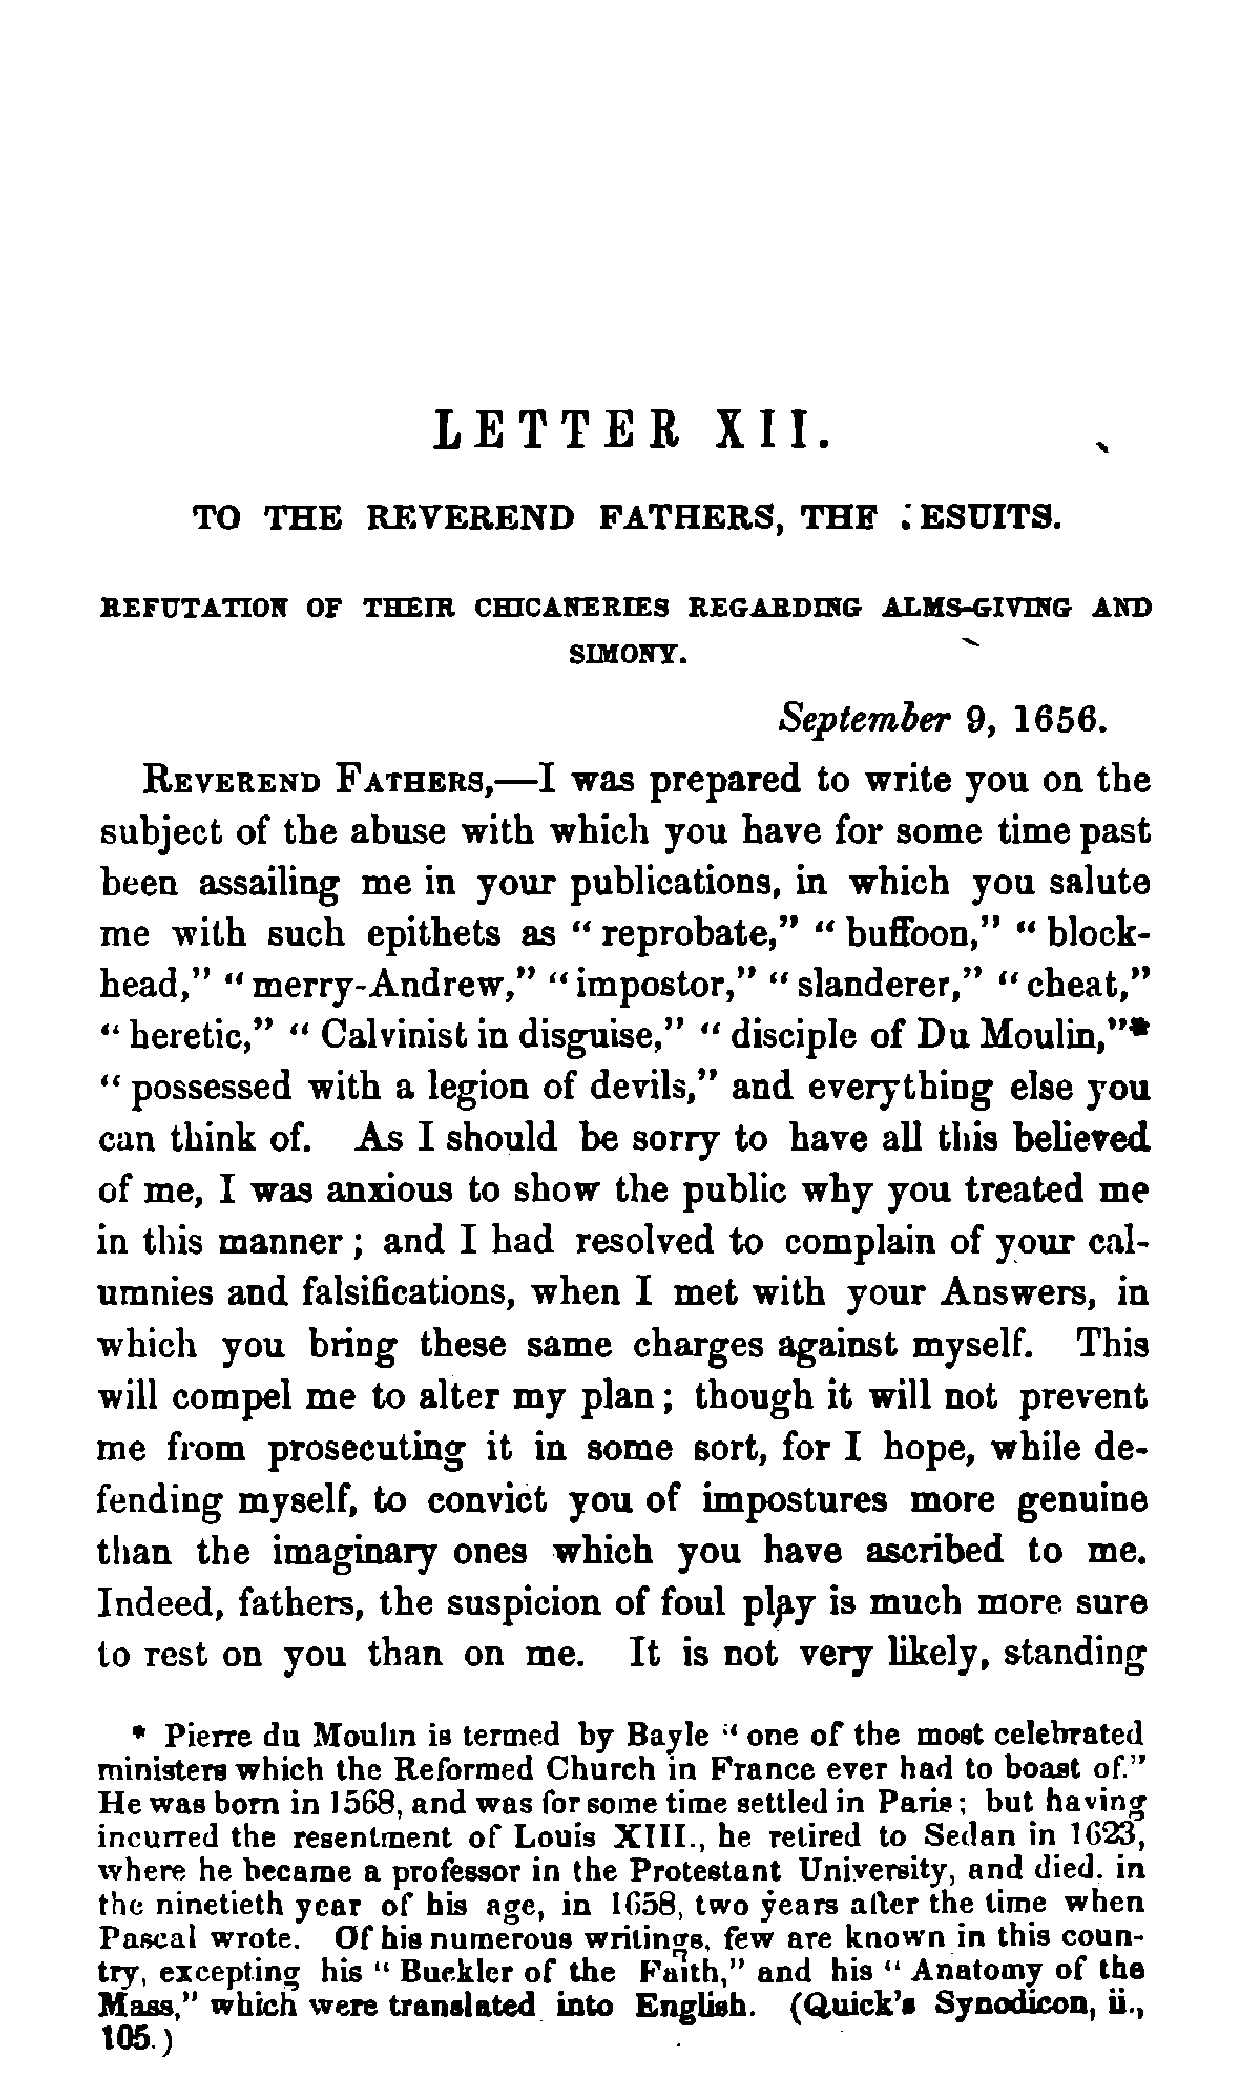 LETTER XII.
TO THE REVEREND FATHERS, THE JESUITS.
REFUTATION OF THEIR CHICANERIES REGARDING ALMS-GIVING AND
SIMONY.
September 9, 1656.
REVEREND FATHERS,—I was prepared to write you on the
subject of the abuse with which you have for some time past
been assailing me in your publications, in which you salute
me with such epithets as "reprobate," "buffoon," "block-
head," "merry-Andrew," "impostor," "slanderer," "cheat,"
"heretic," "Calvinist in disguise," "disciple of Du Moulin,"*
"possessed with a legion of devils," and everything else you
can think of. As I should be sorry to have all this believed
of me, I was anxious to show the public why you treated me
in this manner; and I had resolved to complain of your cal-
umnies and falsifications, when I met with your Answers, in
which you bring these same charges against myself. This
will compel me to alter my plan; though it will not prevent
me from prosecuting it in some sort, for I hope, while de-
fending myself, to convict you of impostures more genuine
than the imaginary ones which you have ascribed to me.
Indeed, fathers, the suspicion of foul play is much more sure
to rest on you than on me. It is not very likely, standing
* Pierre du Moulin is termed by Bayle "one of the most celebrated
ministers which the Reformed Church in France ever had to boast of."
He was born in 1568, and was for some time settled in Paris; but having
incurred the resentment of Louis XIII., he retired to Sedan in 1623,
where he became a professor in the Protestant University, and died. in
the ninetieth year of his age, in 1658, two years after the time when
Pascal wrote. Of his numerous writings, few are known in this coun-
try, excepting his "Buckler of the Faith," and his "Anatomy of the
Mass," which were translated into English. (Quick's Synodicon, ii.,
105.)